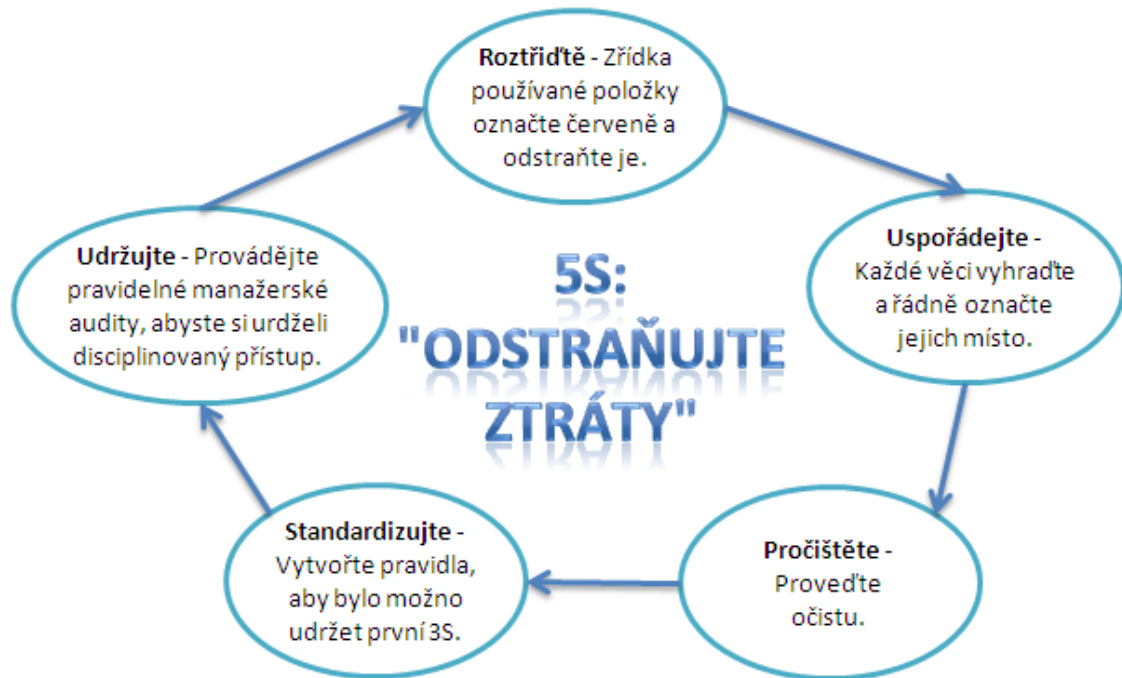 Roztřiďtě - Zřídka
používané položky
označte červeně a
odstraňte je.
Uspořádejte -
Každé věci vyhraďte
a řádně označte
jejich místo.
Pročištěte -
Proveďte
očistu.
Standardizujte -
Vytvořte pravidla,
aby bylo možno
udržet první 3S.
Udržujte - Provádějte
pravidelné manažerské
audity, abyste si urdželi
disciplinovaný přístup.
5S:
"ODSTRAŇUJTE
ZTRÁTY"